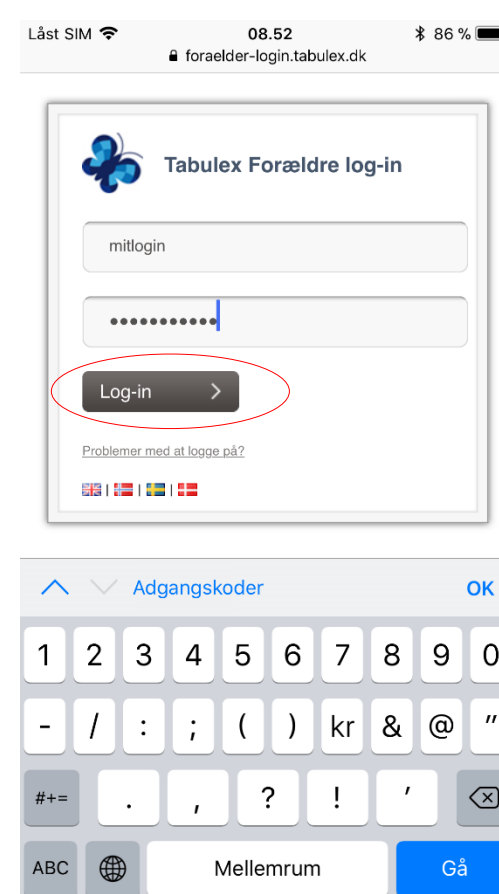 Låst SIM 08.52 86 %
foraelder-login.tabulex.dk
Tabulex Forældre log-in
mitlogin
•••••••••••
Log-in
Problemer med at logge på?
| | |
Adgangskoder OK
1 2 3 4 5 6 7 8 9 0
- / : ; ( ) kr & @ "
#+= . , ? ! ′
ABC Mellemrum Gå